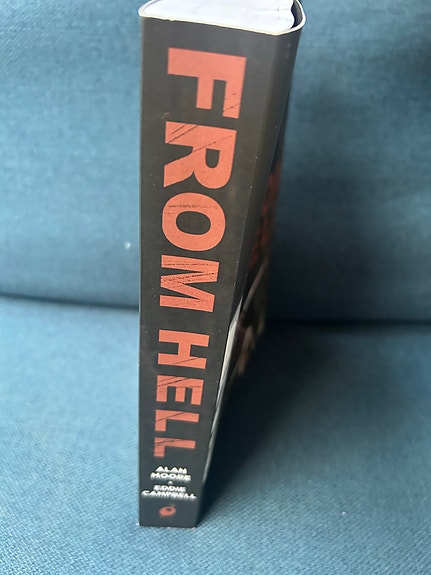 FROM HELL
ALAN
MOORE
&
EDDIE
CAMPBELL